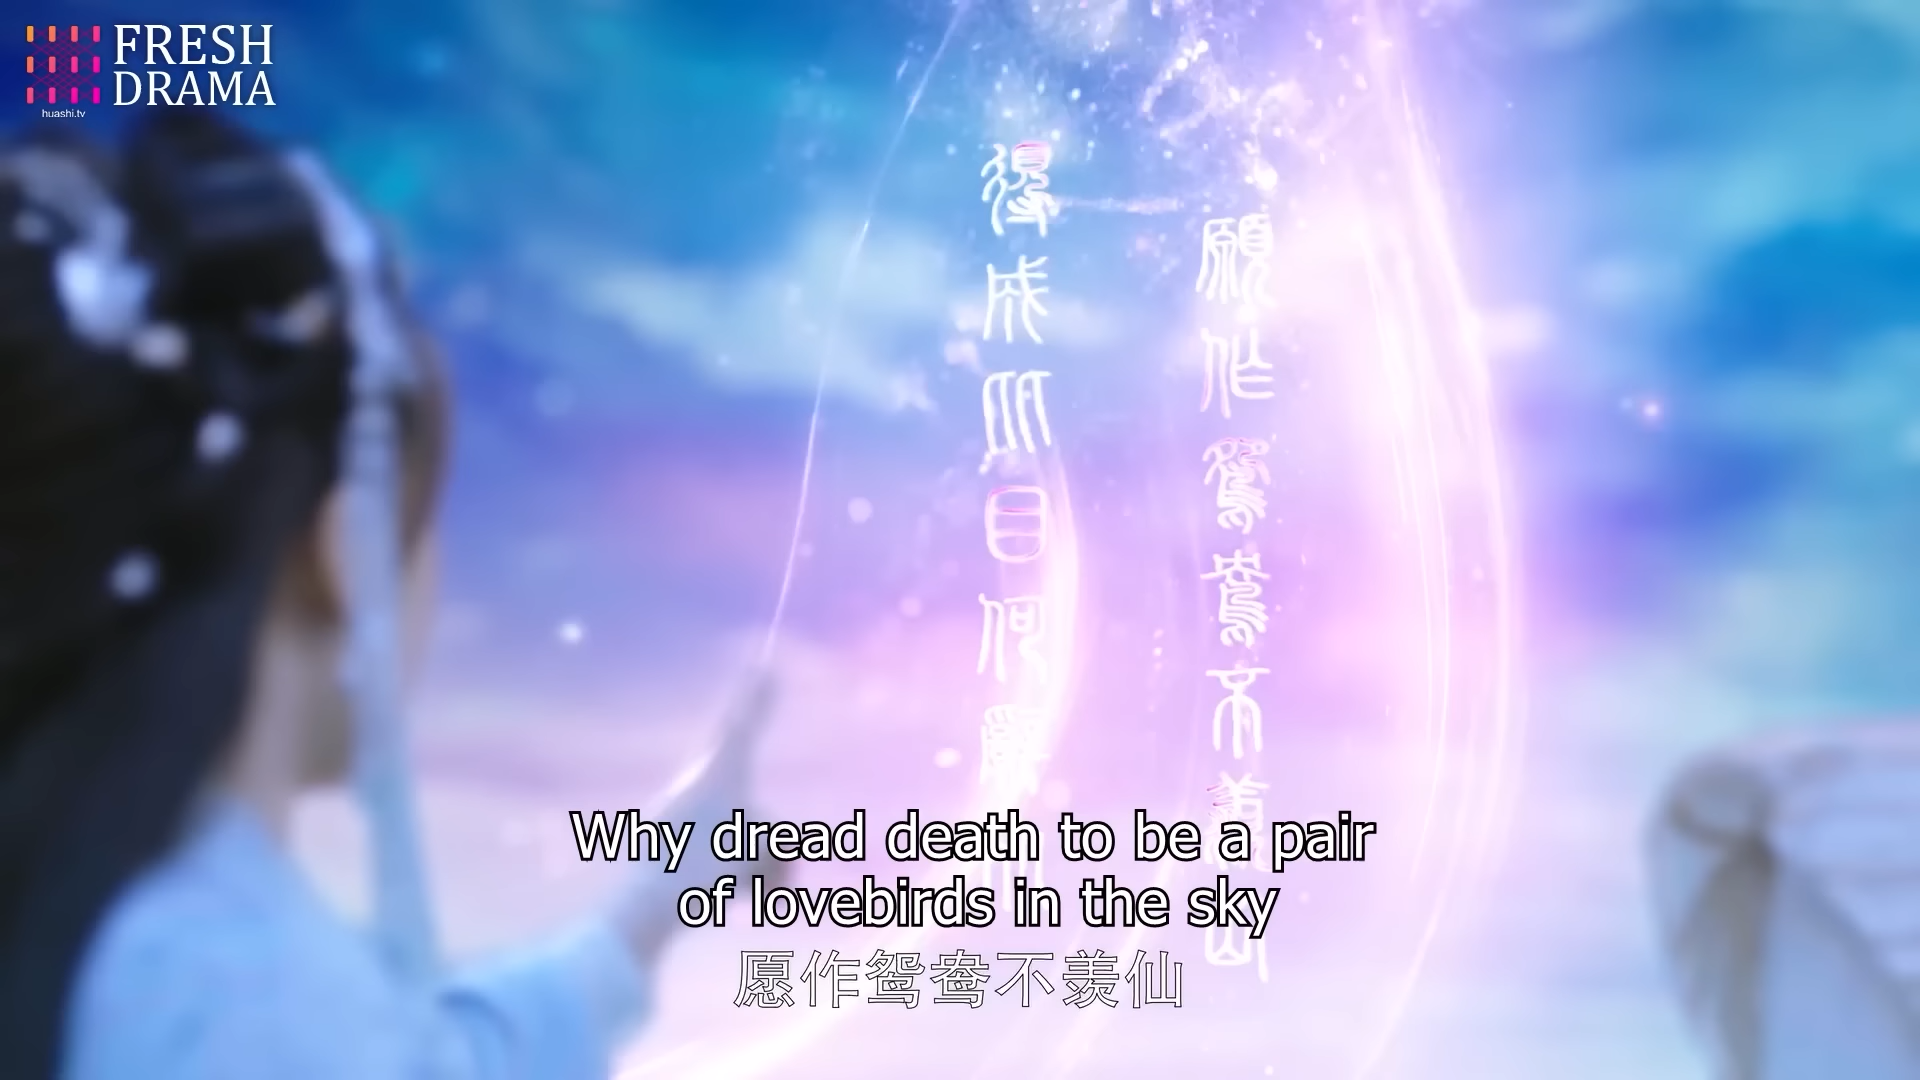 FRESH
DRAMA
huashi.tv
得成比目何辭
願作鴛鴦不羨仙
Why dread death to be a pair
of lovebirds in the sky
愿作鸳鸯不羡仙